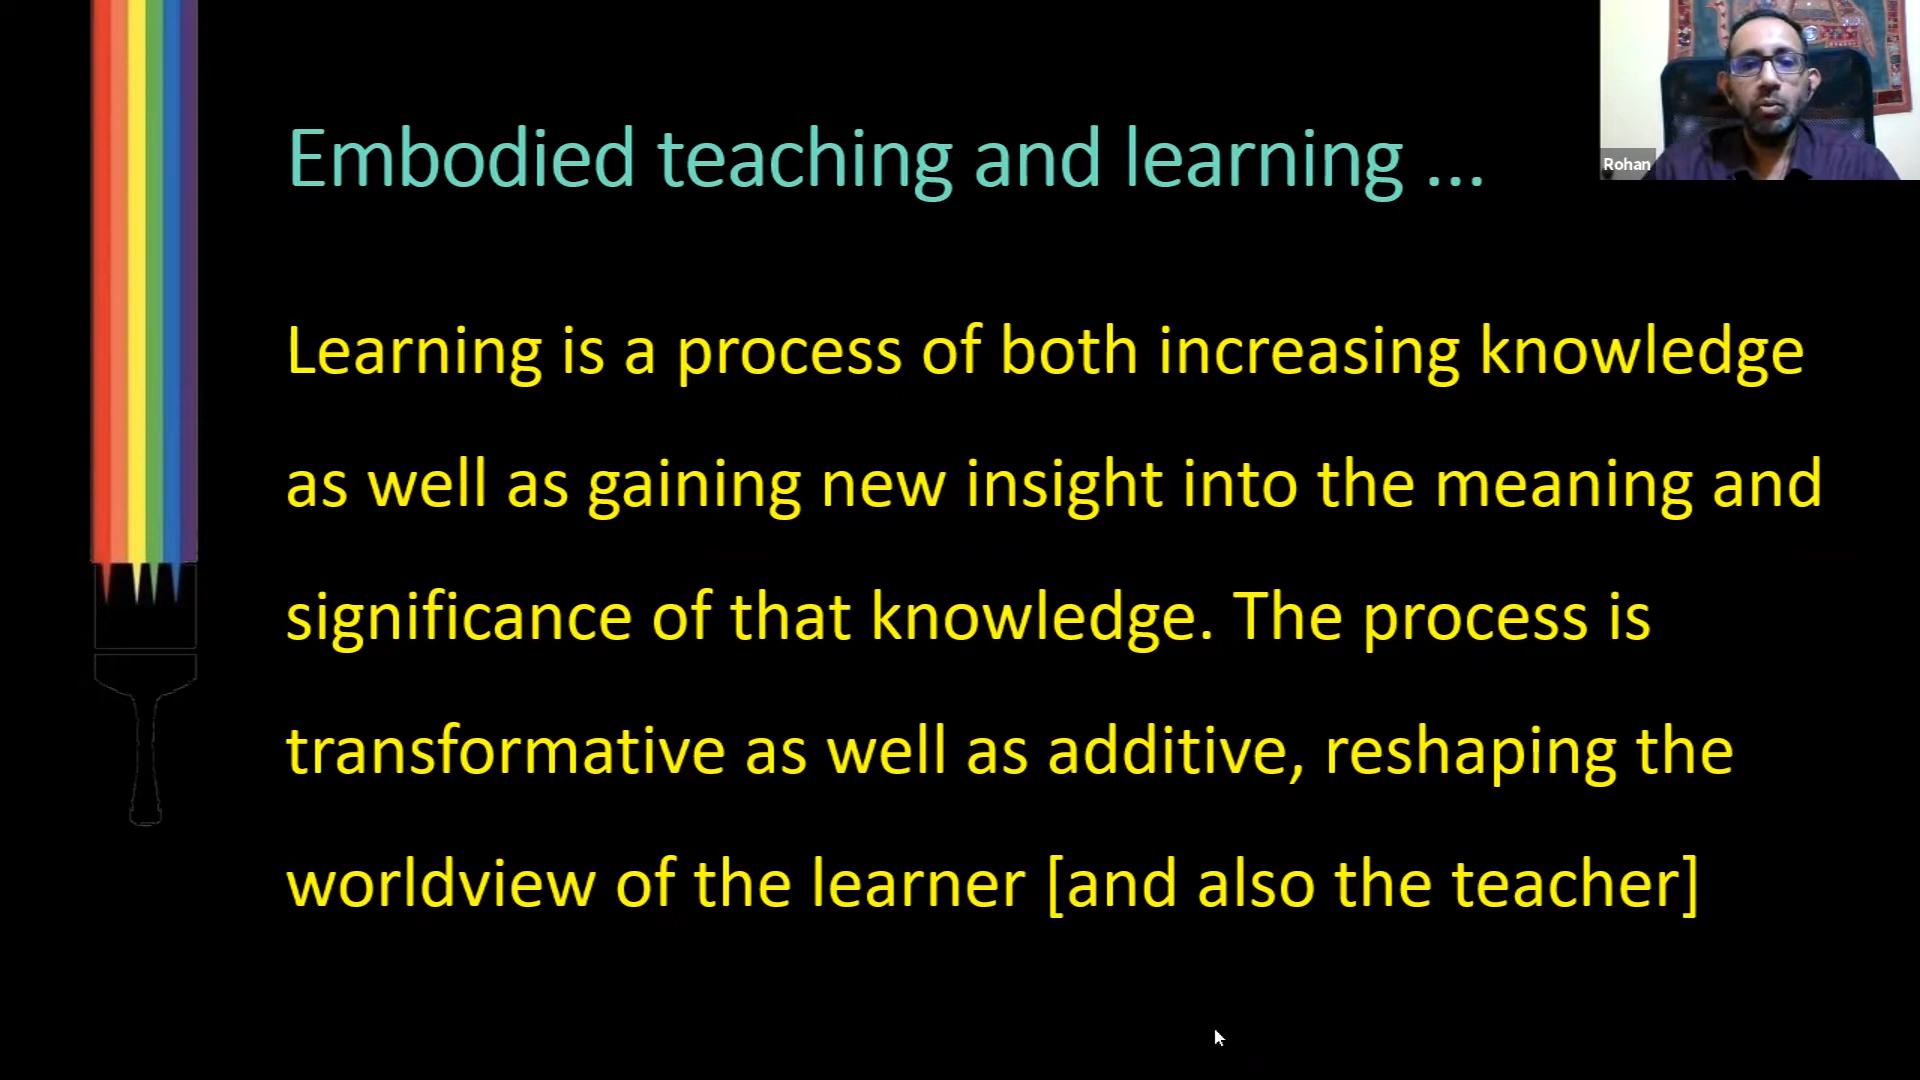 Embodied teaching and learning ...
Rohan
Learning is a process of both increasing knowledge
as well as gaining new insight into the meaning and
significance of that knowledge. The process is
transformative as well as additive, reshaping the
worldview of the learner [and also the teacher]